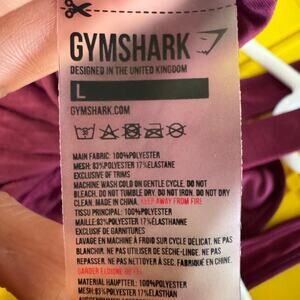 GYMSHARK
DESIGNED IN THE UNITED KINGDOM
L
GYMSHARK.COM
MAIN FABRIC: 100%POLYESTER
MESH: 83%POLYESTER 17%ELASTANE
EXCLUSIVE OF TRIMS
MACHINE WASH COLD ON GENTLE CYCLE. DO NOT
BLEACH. DO NOT TUMBLE DRY. DO NOT IRON. DO NOT DRY
CLEAN. MADE IN CHINA. KEEP AWAY FROM FIRE
TISSU PRINCIPAL: 100%POLYESTER
MAILLE: 83%POLYESTER 17%ELASTHANNE
EXCLUSIF DE GARNITURES
LAVAGE EN MACHINE À FROID SUR CYCLE DÉLICAT. NE PAS
BLANCHIR. NE PAS UTILISER DE SÈCHE-LINGE. NE PAS
REPASSER. NE PAS NETTOYER À SEC. FABRIQUÉ EN CHINE.
MATERIAL HAUPTTEIL: 100%POLYESTER
MESH: 83%POLYESTER 17%ELASTHAN